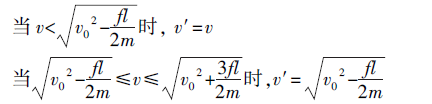 当 v<√(v₀²-fl/2m)时, v′=v
当√(v₀²-fl/2m)≤v≤√(v₀²+3fl/2m)时,v′=√(v₀²-fl/2m)